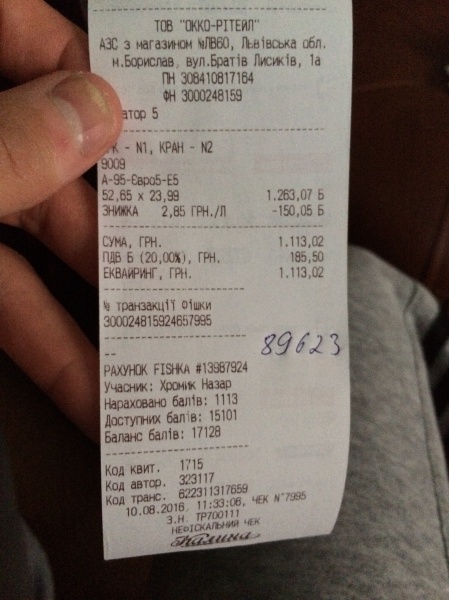 ТОВ "ОККО-РІТЕЙЛ"
АЗС з магазином №ЛВ60, Львівська обл.
м.Борислав, вул.Братів Лисиків, 1а
ПН 308410817164
ФН 3000248159
атор 5
К - N1, КРАН - N2
9009
А-95-Євро5-Е5
52,65 x 23,99 1.263,07 Б
ЗНИЖКА 2,85 ГРН./Л -150,05 Б
СУМА, ГРН. 1.113,02
ПДВ Б (20,00%), ГРН. 185,50
ЕКВАЙРИНГ, ГРН. 1.113,02
№ транзакції Фішки
300024815924657995
89623
--
РАХУНОК FISHKA #13987924
Учасник: Хромик Назар
Нараховано балів: 1113
Доступних балів: 15101
Баланс балів: 17128
Код квит. 1715
Код автор. 323117
Код транс. 622311317659
10.08.2016, 11:33:06, ЧЕК N°7995
З.Н. ТР700111
НЕФІСКАЛЬНИЙ ЧЕК
Калина